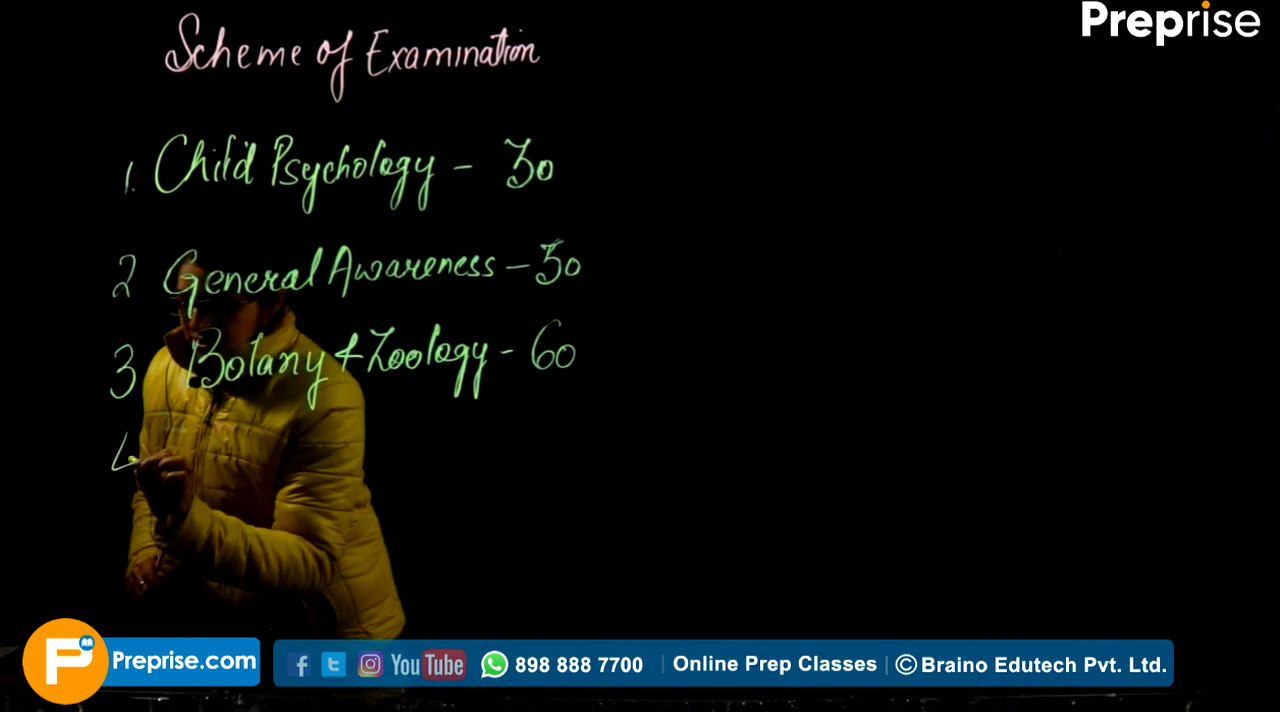 Preprise
Scheme of Examination
1. Child Psychology - 30
2 General Awareness - 30
3 Botany & Zoology - 60
4
Preprise.com
f You Tube 898 888 7700 | Online Prep Classes | © Braino Edutech Pvt. Ltd.